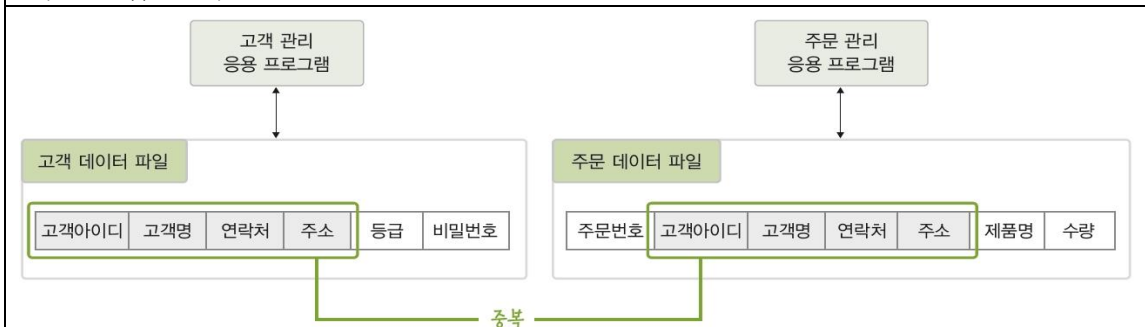 고객 관리
응용 프로그램
주문 관리
응용 프로그램
고객 데이터 파일
주문 데이터 파일
고객아이디 고객명 연락처 주소 등급 비밀번호
주문번호 고객아이디 고객명 연락처 주소 제품명 수량
중복